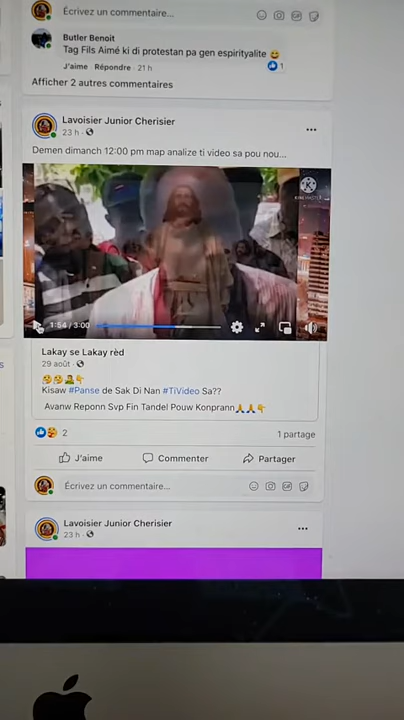 Écrivez un commentaire...
Butler Benoit
Tag Fils Aimé ki di protestan pa gen espiryalite 😄
J'aime Répondre · 21 h
1
Afficher 2 autres commentaires
Lavoisier Junior Cherisier
23 h ·
Demen dimanch 12:00 pm map analize ti video sa pou nou...
1:54 / 3:00
Lakay se Lakay rèd
29 août ·
Kisaw #Panse de Sak Di Nan #TiVideo Sa??
Avanw Reponn Svp Fin Tandel Pouw Konprann🙏🙏👇
2
1 partage
J'aime
Commenter
Partager
Écrivez un commentaire...
Lavoisier Junior Cherisier
23 h ·